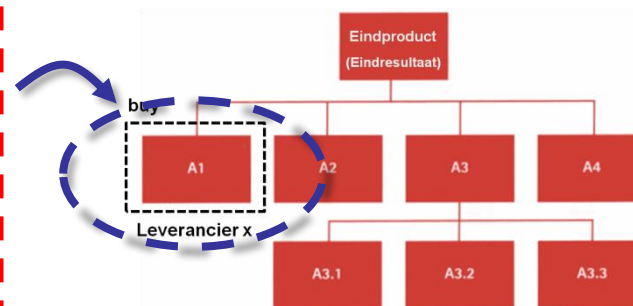 Eindproduct
(Eindresultaat)
buy
A1
A2
A3
A4
Leverancier x
A3.1
A3.2
A3.3